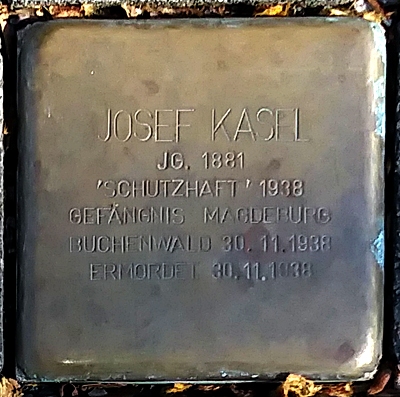 JOSEF KASEL
JG. 1881
'SCHUTZHAFT' 1938
GEFÄNGNIS MAGDEBURG
BUCHENWALD 30.11.1938
ERMORDET 30.11.1938